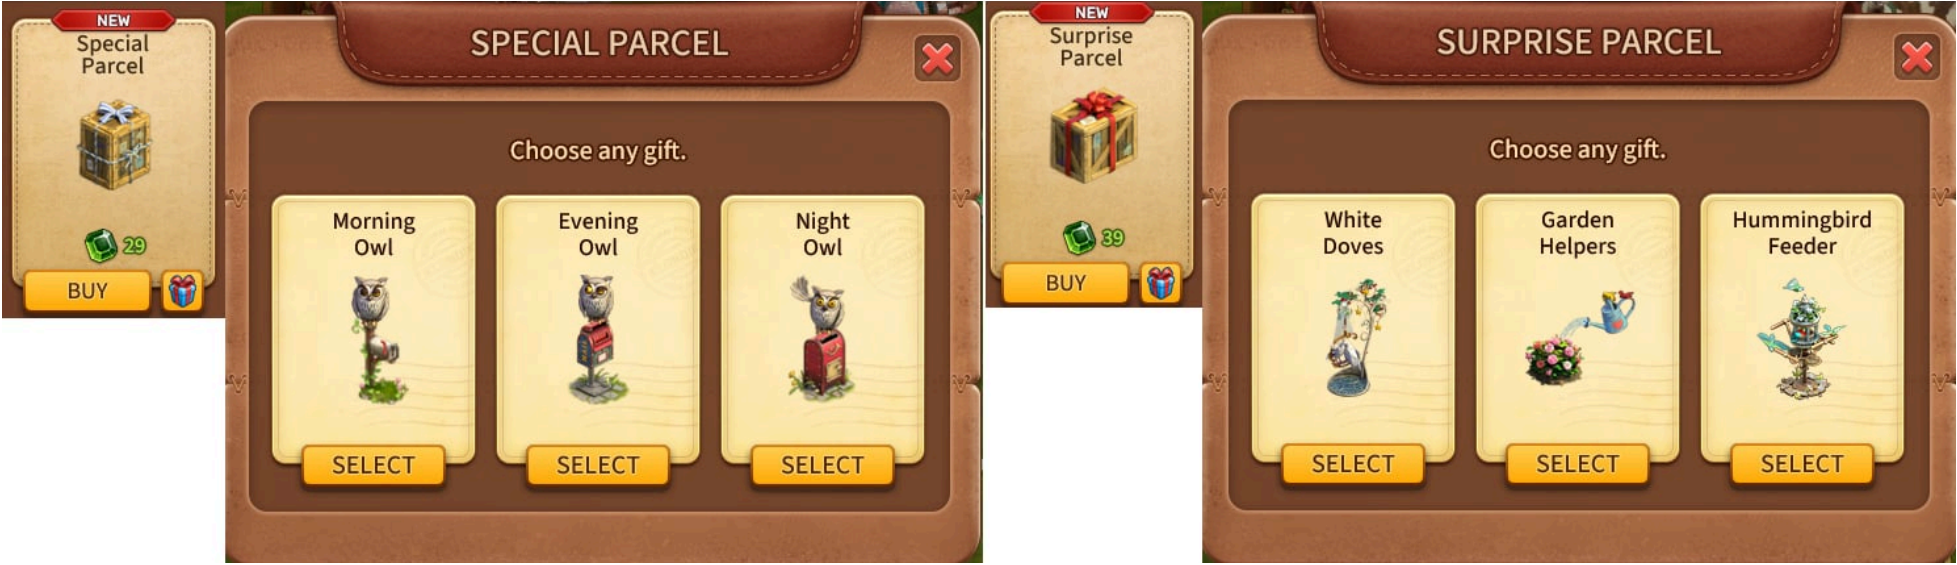 NEW
Special
Parcel
29
BUY
SPECIAL PARCEL
Choose any gift.
Morning
Owl
SELECT
Evening
Owl
SELECT
Night
Owl
SELECT
NEW
Surprise
Parcel
39
BUY
SURPRISE PARCEL
Choose any gift.
White
Doves
SELECT
Garden
Helpers
SELECT
Hummingbird
Feeder
SELECT